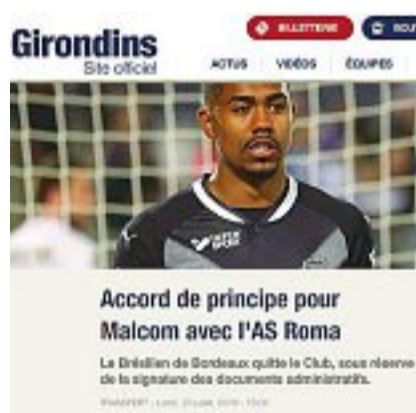 Girondins
Site officiel
BILLETTERIE
ACTUS VIDÉOS ÉQUIPES
Accord de principe pour
Malcom avec l'AS Roma
Le Brésilien de Bordeaux quitte le Club, sous réserve
de la signature des documents administratifs.